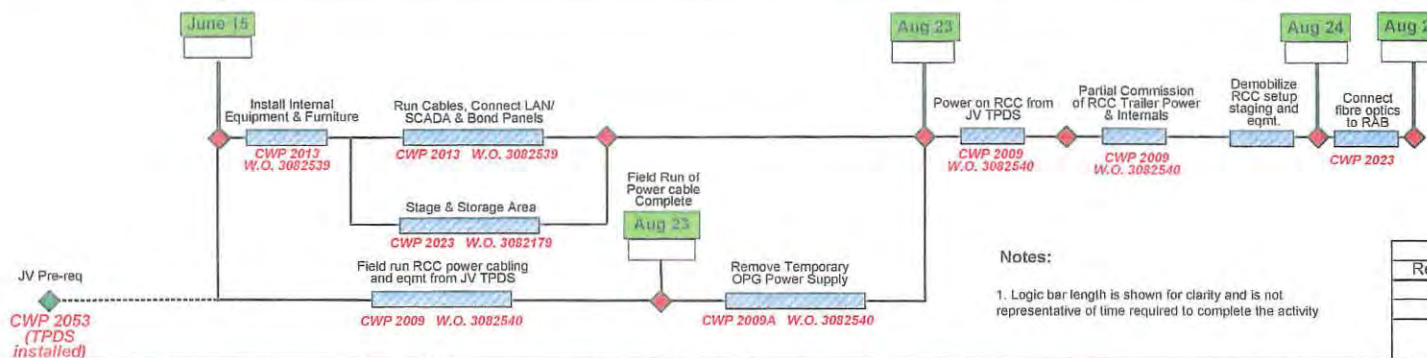 June 15
Aug 23
Aug 24
Install Internal
Equipment & Furniture
CWP 2013
W.O. 3082539
Run Cables, Connect LAN/
SCADA & Bond Panels
CWP 2013 W.O. 3082539
Power on RCC from
JV TPDS
CWP 2009
W.O. 3082540
Partial Commission
of RCC Trailer Power
& Internals
CWP 2009
W.O. 3082540
Demobilize
RCC setup
staging and
eqmt.
Connect
fibre optics
to RAB
CWP 2023
Stage & Storage Area
CWP 2023 W.O. 3082179
Field Run of
Power cable
Complete
Aug 23
JV Pre-req
CWP 2053
(TPDS
installed)
Field run RCC power cabling
and eqmt from JV TPDS
CWP 2009 W.O. 3082540
Remove Temporary
OPG Power Supply
CWP 2009A W.O. 3082540
Notes:
1. Logic bar length is shown for clarity and is not
representative of time required to complete the activity